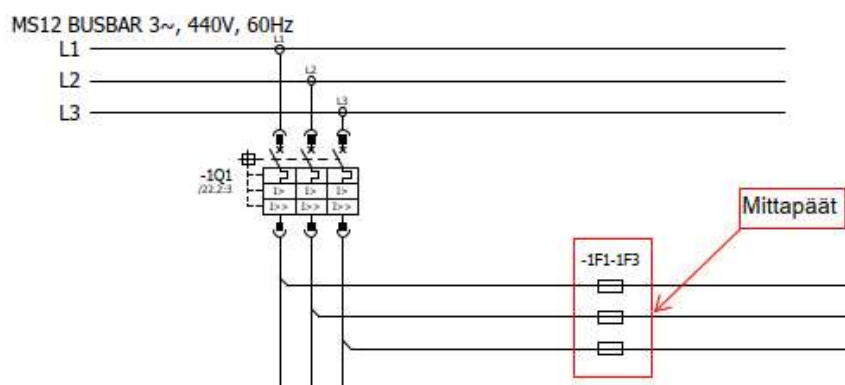 MS12 BUSBAR 3~, 440V, 60Hz
L1
L1
L2
L2
L3
L3
-1Q1
/22.2:3
I> I> I>
I>> I>> I>>
Mittapäät
-1F1-1F3